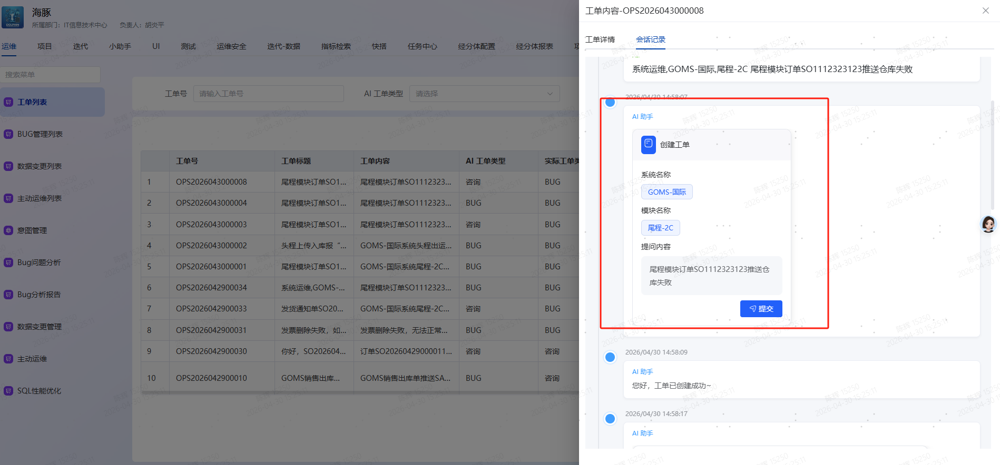 海豚
所属部门：IT信息技术中心 负责人：胡炎平
运维 项目 迭代 小助手 UI 测试 运维安全 迭代-数据 指标检索 快搭 任务中心 经分体配置 经分体报表
搜索菜单
工单列表
BUG管理列表
数据变更列表
主动运维列表
意图管理
Bug问题分析
Bug分析报告
数据变更管理
主动运维
SQL性能优化
工单号 请输入工单号 AI 工单类型 请选择
工单号 工单标题 工单内容 AI 工单类型 实际工单类
1 OPS2026043000008 尾程模块订单SO1... 尾程模块订单SO1112323... 咨询 BUG
2 OPS2026043000004 尾程模块订单SO1... 尾程模块订单SO1112323... BUG BUG
3 OPS2026043000003 尾程模块订单SO1... 尾程模块订单SO1112323... 咨询 BUG
4 OPS2026043000002 头程上传入库报“... GOMS-国际系统头程出运... BUG BUG
5 OPS2026043000001 尾程模块订单SO1... GOMS-国际系统尾程-2C... BUG BUG
6 OPS2026042900034 系统运维,GOMS-... 尾程模块订单SO1112323... BUG BUG
7 OPS2026042900033 发货通知单SO20... GOMS-国际系统尾程-2C... 咨询 BUG
8 OPS2026042900031 发票删除失败，如... 发票删除失败，无法正常... BUG BUG
9 OPS2026042900030 你好，SO202604... 订单SO20260429000011... 咨询 咨询
10 OPS2026042900010 GOMS销售出库... GOMS销售出库单推送SA... BUG 咨询
工单内容-OPS2026043000008
工单详情 会话记录
系统运维,GOMS-国际,尾程-2C 尾程模块订单SO1112323123推送仓库失败
2026/04/30 14:58:07
AI 助手
创建工单
系统名称
GOMS-国际
模块名称
尾程-2C
提问内容
尾程模块订单SO1112323123推送仓
库失败
提交
2026/04/30 14:58:09
AI 助手
您好，工单已创建成功~
2026/04/30 14:58:17
AI 助手
陈辉 15250
2026-04-30 15:25:11